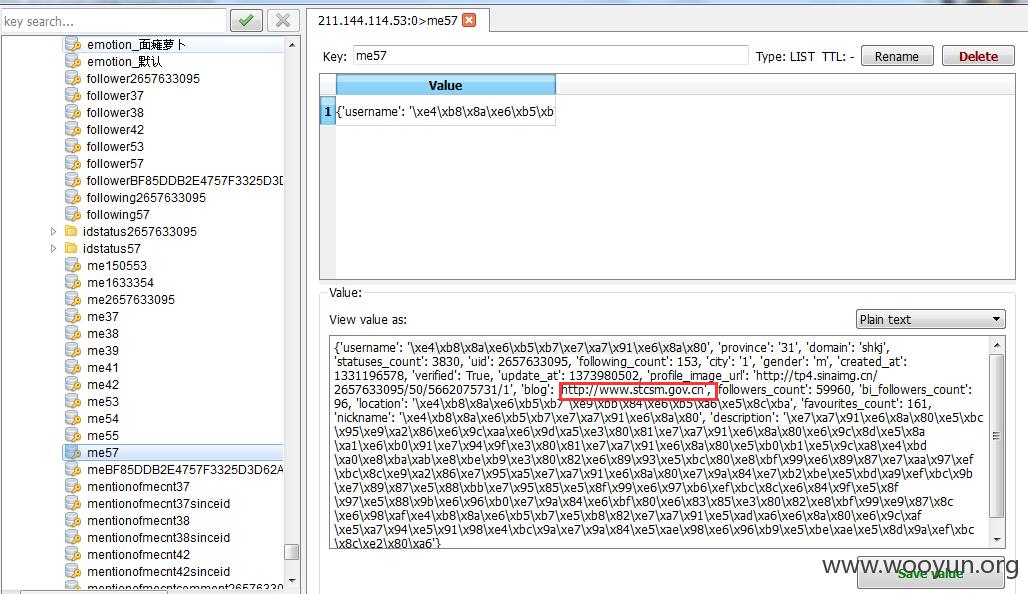 key search...
211.144.114.53:0>me57
emotion_面瘫萝卜
emotion_默认
follower2657633095
follower37
follower38
follower42
follower53
follower57
followerBF85DDB2E4757F3325D3D
following2657633095
following57
idstatus2657633095
idstatus57
me150553
me1633354
me2657633095
me37
me38
me39
me41
me42
me53
me54
me55
me57
meBF85DDB2E4757F3325D3D62A
mentionofmecnt37
mentionofmecnt37sinceid
mentionofmecnt38
mentionofmecnt38sinceid
mentionofmecnt42
mentionofmecnt42sinceid
mentionofmecntcomment26576330
Key: me57 Type: LIST TTL: - Rename Delete
Value
1 {'username': '\xe4\xb8\x8a\xe6\xb5\xb
Value:
View value as: Plain text
{'username': '\xe4\xb8\x8a\xe6\xb5\xb7\xe7\xa7\x91\xe6\x8a\x80', 'province': '31', 'domain': 'shkj',
'statuses_count': 3830, 'uid': 2657633095, 'following_count': 153, 'city': '1', 'gender': 'm', 'created_at':
1331196578, 'verified': True, 'update_at': 1373980502, 'profile_image_url': 'http://tp4.sinaimg.cn/
2657633095/50/5662075731/1', 'blog': 'http://www.stcsm.gov.cn', 'followers_count': 59960, 'bi_followers_count':
96, 'location': '\xe4\xb8\x8a\xe6\xb5\xb7 \xe9\xbb\x84\xe6\xb5\xa6\xe5\x8c\xba', 'favourites_count': 161,
'nickname': '\xe4\xb8\x8a\xe6\xb5\xb7\xe7\xa7\x91\xe6\x8a\x80', 'description': '\xe7\xa7\x91\xe6\x8a\x80\xe5\xbc
\x95\xe9\xa2\x86\xe6\x9c\xaa\xe6\x9d\xa5\xe3\x80\x81\xe7\xa7\x91\xe6\x8a\x80\xe6\x9c\x8d\xe5\x8a
\xa1\xe6\xb0\x91\xe7\x94\x9f\xe3\x80\x81\xe7\xa7\x91\xe6\x8a\x80\xe5\xb0\xb1\xe5\x9c\xa8\xe4\xbd
\xa0\xe8\xba\xab\xe8\xbe\xb9\xe3\x80\x82\xe6\x89\x93\xe5\xbc\x80\xe8\xbf\x99\xe6\x89\x87\xe7\xaa\x97\xef
\xbc\x8c\xe9\xa2\x86\xe7\x95\xa5\xe7\xa7\x91\xe6\x8a\x80\xe7\x9a\x84\xe7\xb2\xbe\xe5\xbd\xa9\xef\xbc\x9b
\xe7\x89\x87\xe5\x88\xbb\xe7\x95\x85\xe5\x8f\x99\xe6\x97\xb6\xef\xbc\x8c\xe6\x84\x9f\xe5\x8f
\x97\xe5\x88\x9b\xe6\x96\xb0\xe7\x9a\x84\xe6\xbf\x80\xe6\x83\x85\xe3\x80\x82\xe8\xbf\x99\xe9\x87\x8c
\xe6\x98\xaf\xe4\xb8\x8a\xe6\xb5\xb7\xe5\xb8\x82\xe7\xa7\x91\xe5\xad\xa6\xe6\x8a\x80\xe6\x9c\xaf
\xe5\xa7\x94\xe5\x91\x98\xe4\xbc\x9a\xe7\x9a\x84\xe5\xae\x98\xe6\x96\xb9\xe5\xbe\xae\xe5\x8d\x9a\xef\xbc
\x8c\xe2\x80\xa6'}
www.wooyun.org
Save value